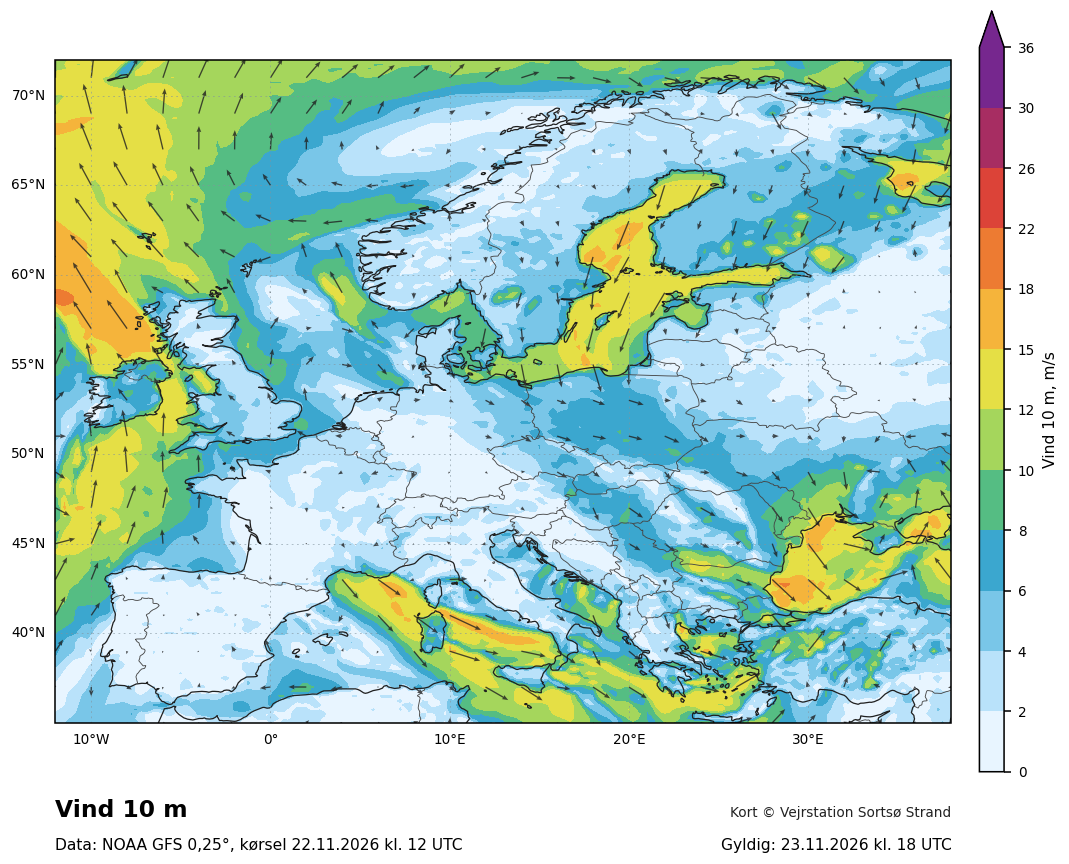 36
30
26
22
18
15
12
10
8
6
4
2
0
Vind 10 m, m/s
70°N
65°N
60°N
55°N
50°N
45°N
40°N
10°W
0°
10°E
20°E
30°E
Vind 10 m
Kort © Vejrstation Sortsø Strand
Data: NOAA GFS 0,25°, kørsel 22.11.2026 kl. 12 UTC
Gyldig: 23.11.2026 kl. 18 UTC